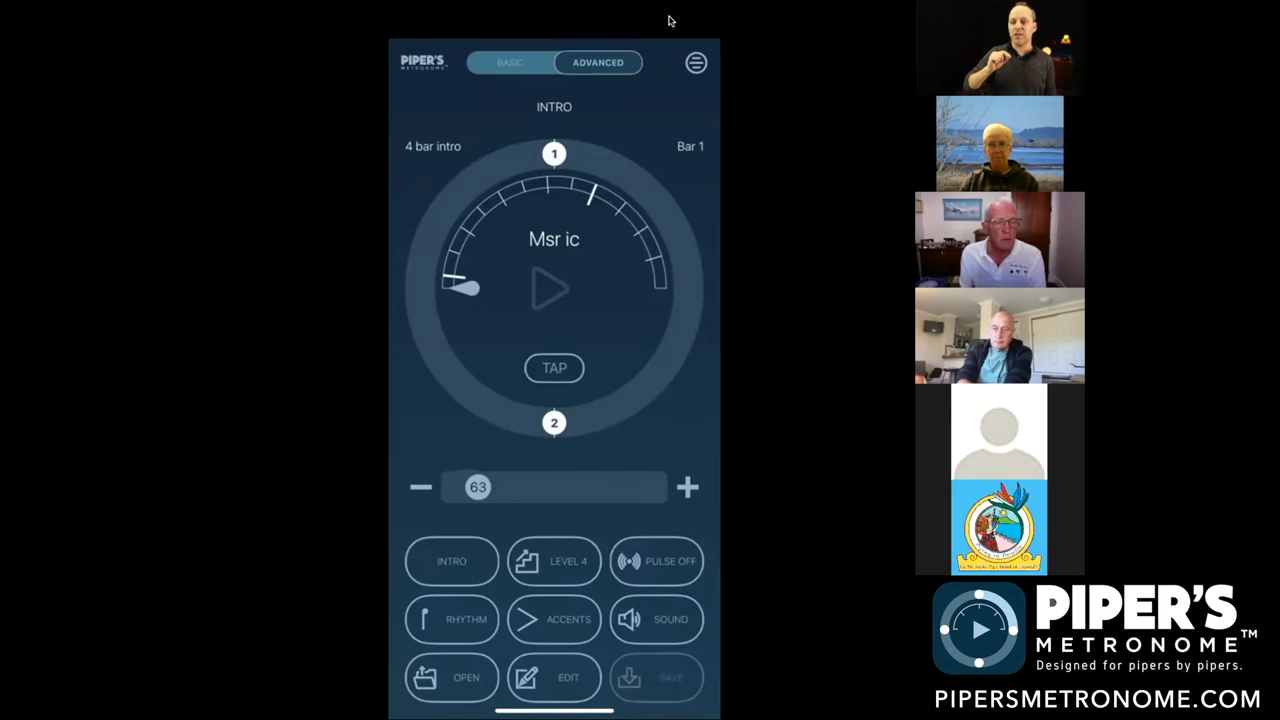 PIPER'S
METRONOME
BASIC
ADVANCED
INTRO
4 bar intro
Bar 1
1
Msr ic
TAP
2
63
INTRO
LEVEL 4
PULSE OFF
RHYTHM
ACCENTS
SOUND
OPEN
EDIT
SAVE
PIPER'S
METRONOME™
Designed for pipers by pipers.
PIPERSMETRONOME.COM